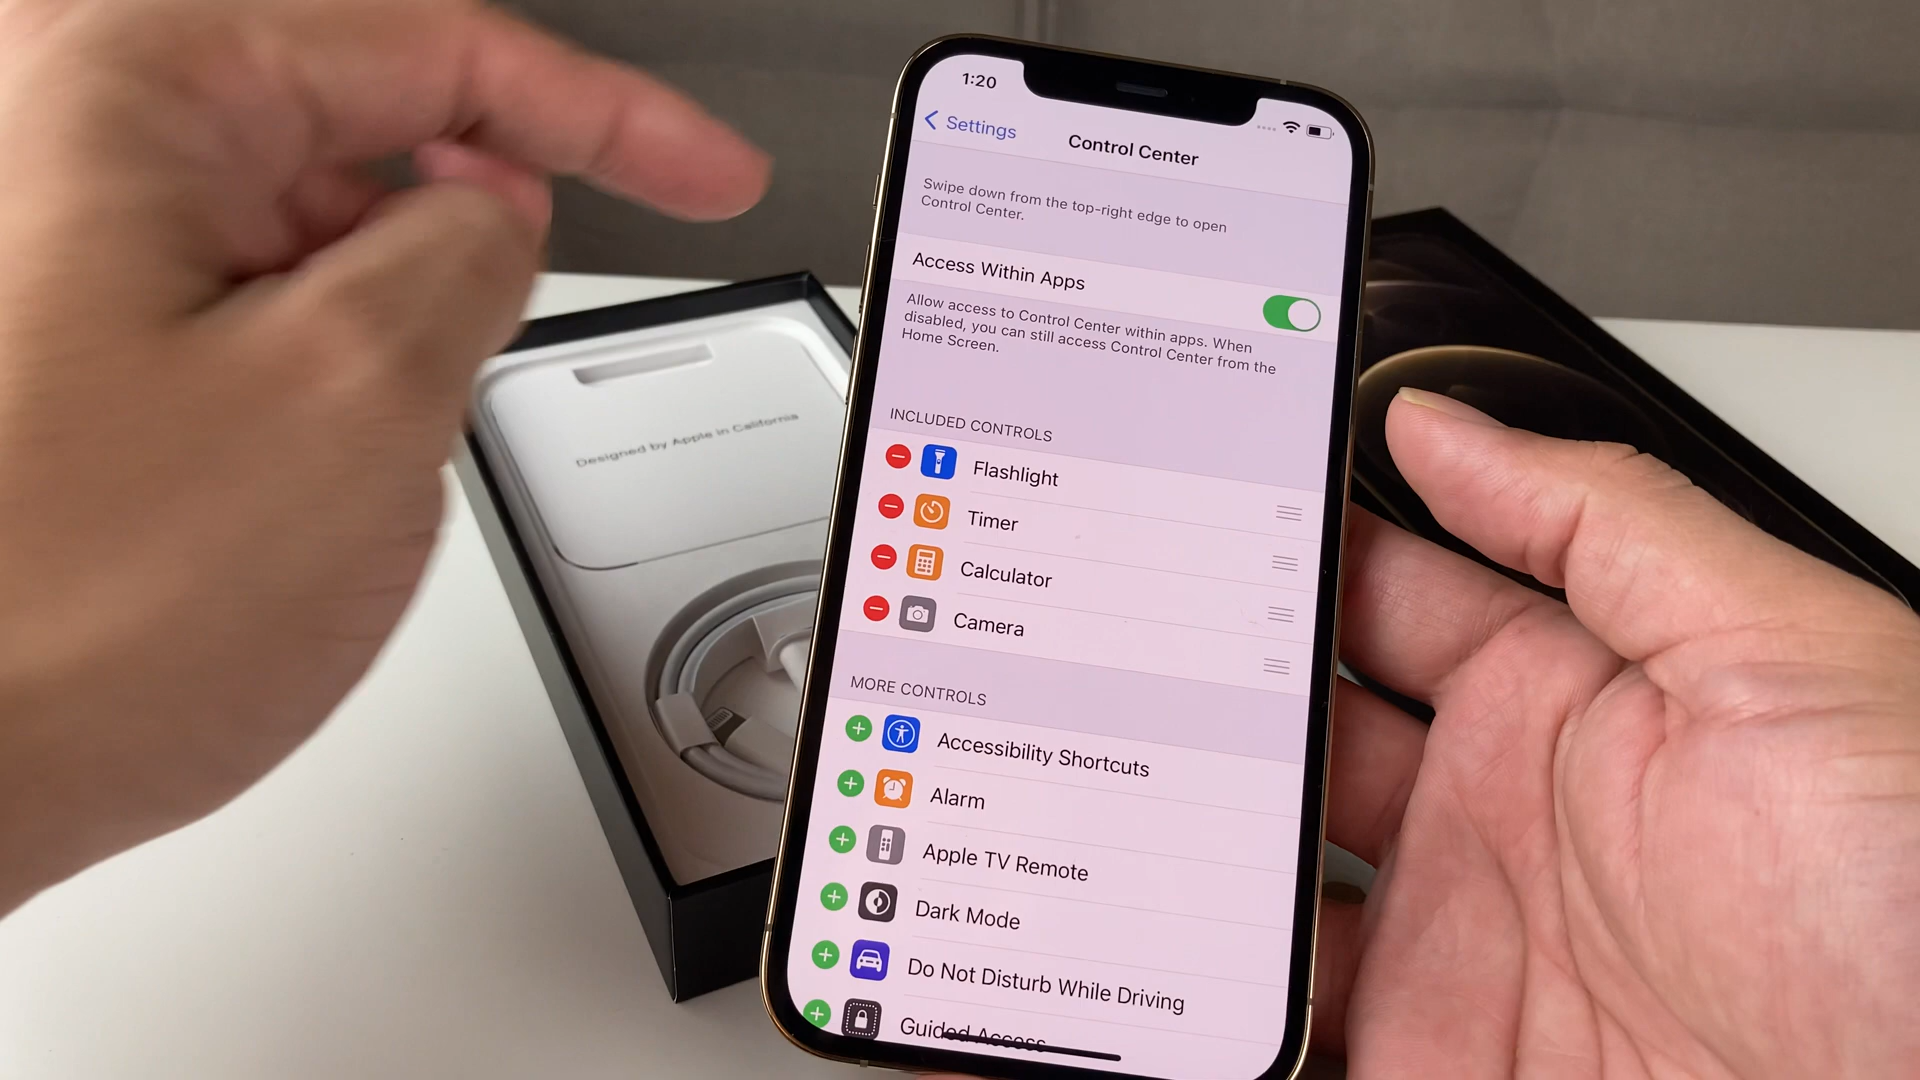 1:20
Settings
Control Center
Swipe down from the top-right edge to open
Control Center.
Access Within Apps
Allow access to Control Center within apps. When
disabled, you can still access Control Center from the
Home Screen.
INCLUDED CONTROLS
Flashlight
Timer
Calculator
Camera
MORE CONTROLS
Accessibility Shortcuts
Alarm
Apple TV Remote
Dark Mode
Do Not Disturb While Driving
Guided Access
Designed by Apple in California